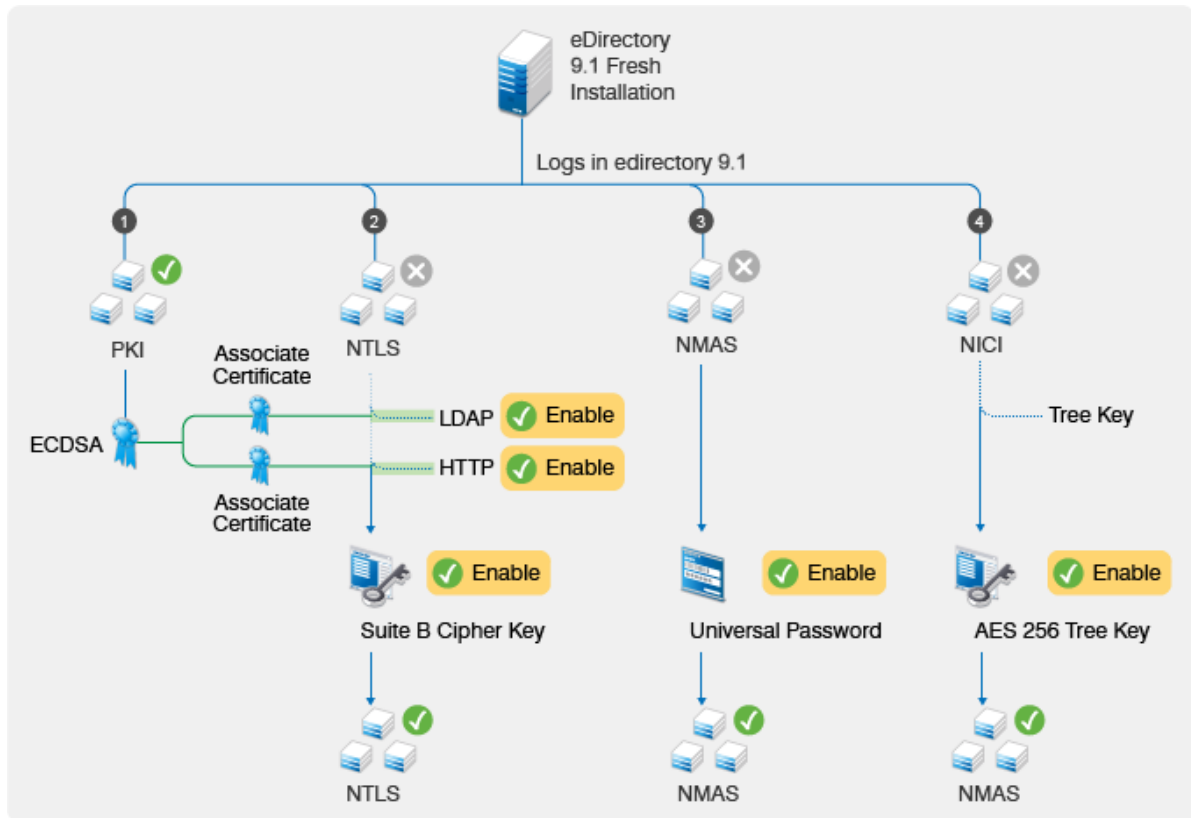 eDirectory
9.1 Fresh
Installation
Logs in edirectory 9.1
1
2
3
4
PKI
NTLS
NMAS
NICI
Associate
Certificate
LDAP
Enable
Tree Key
ECDSA
HTTP
Enable
Associate
Certificate
Enable
Enable
Enable
Suite B Cipher Key
Universal Password
AES 256 Tree Key
NTLS
NMAS
NMAS